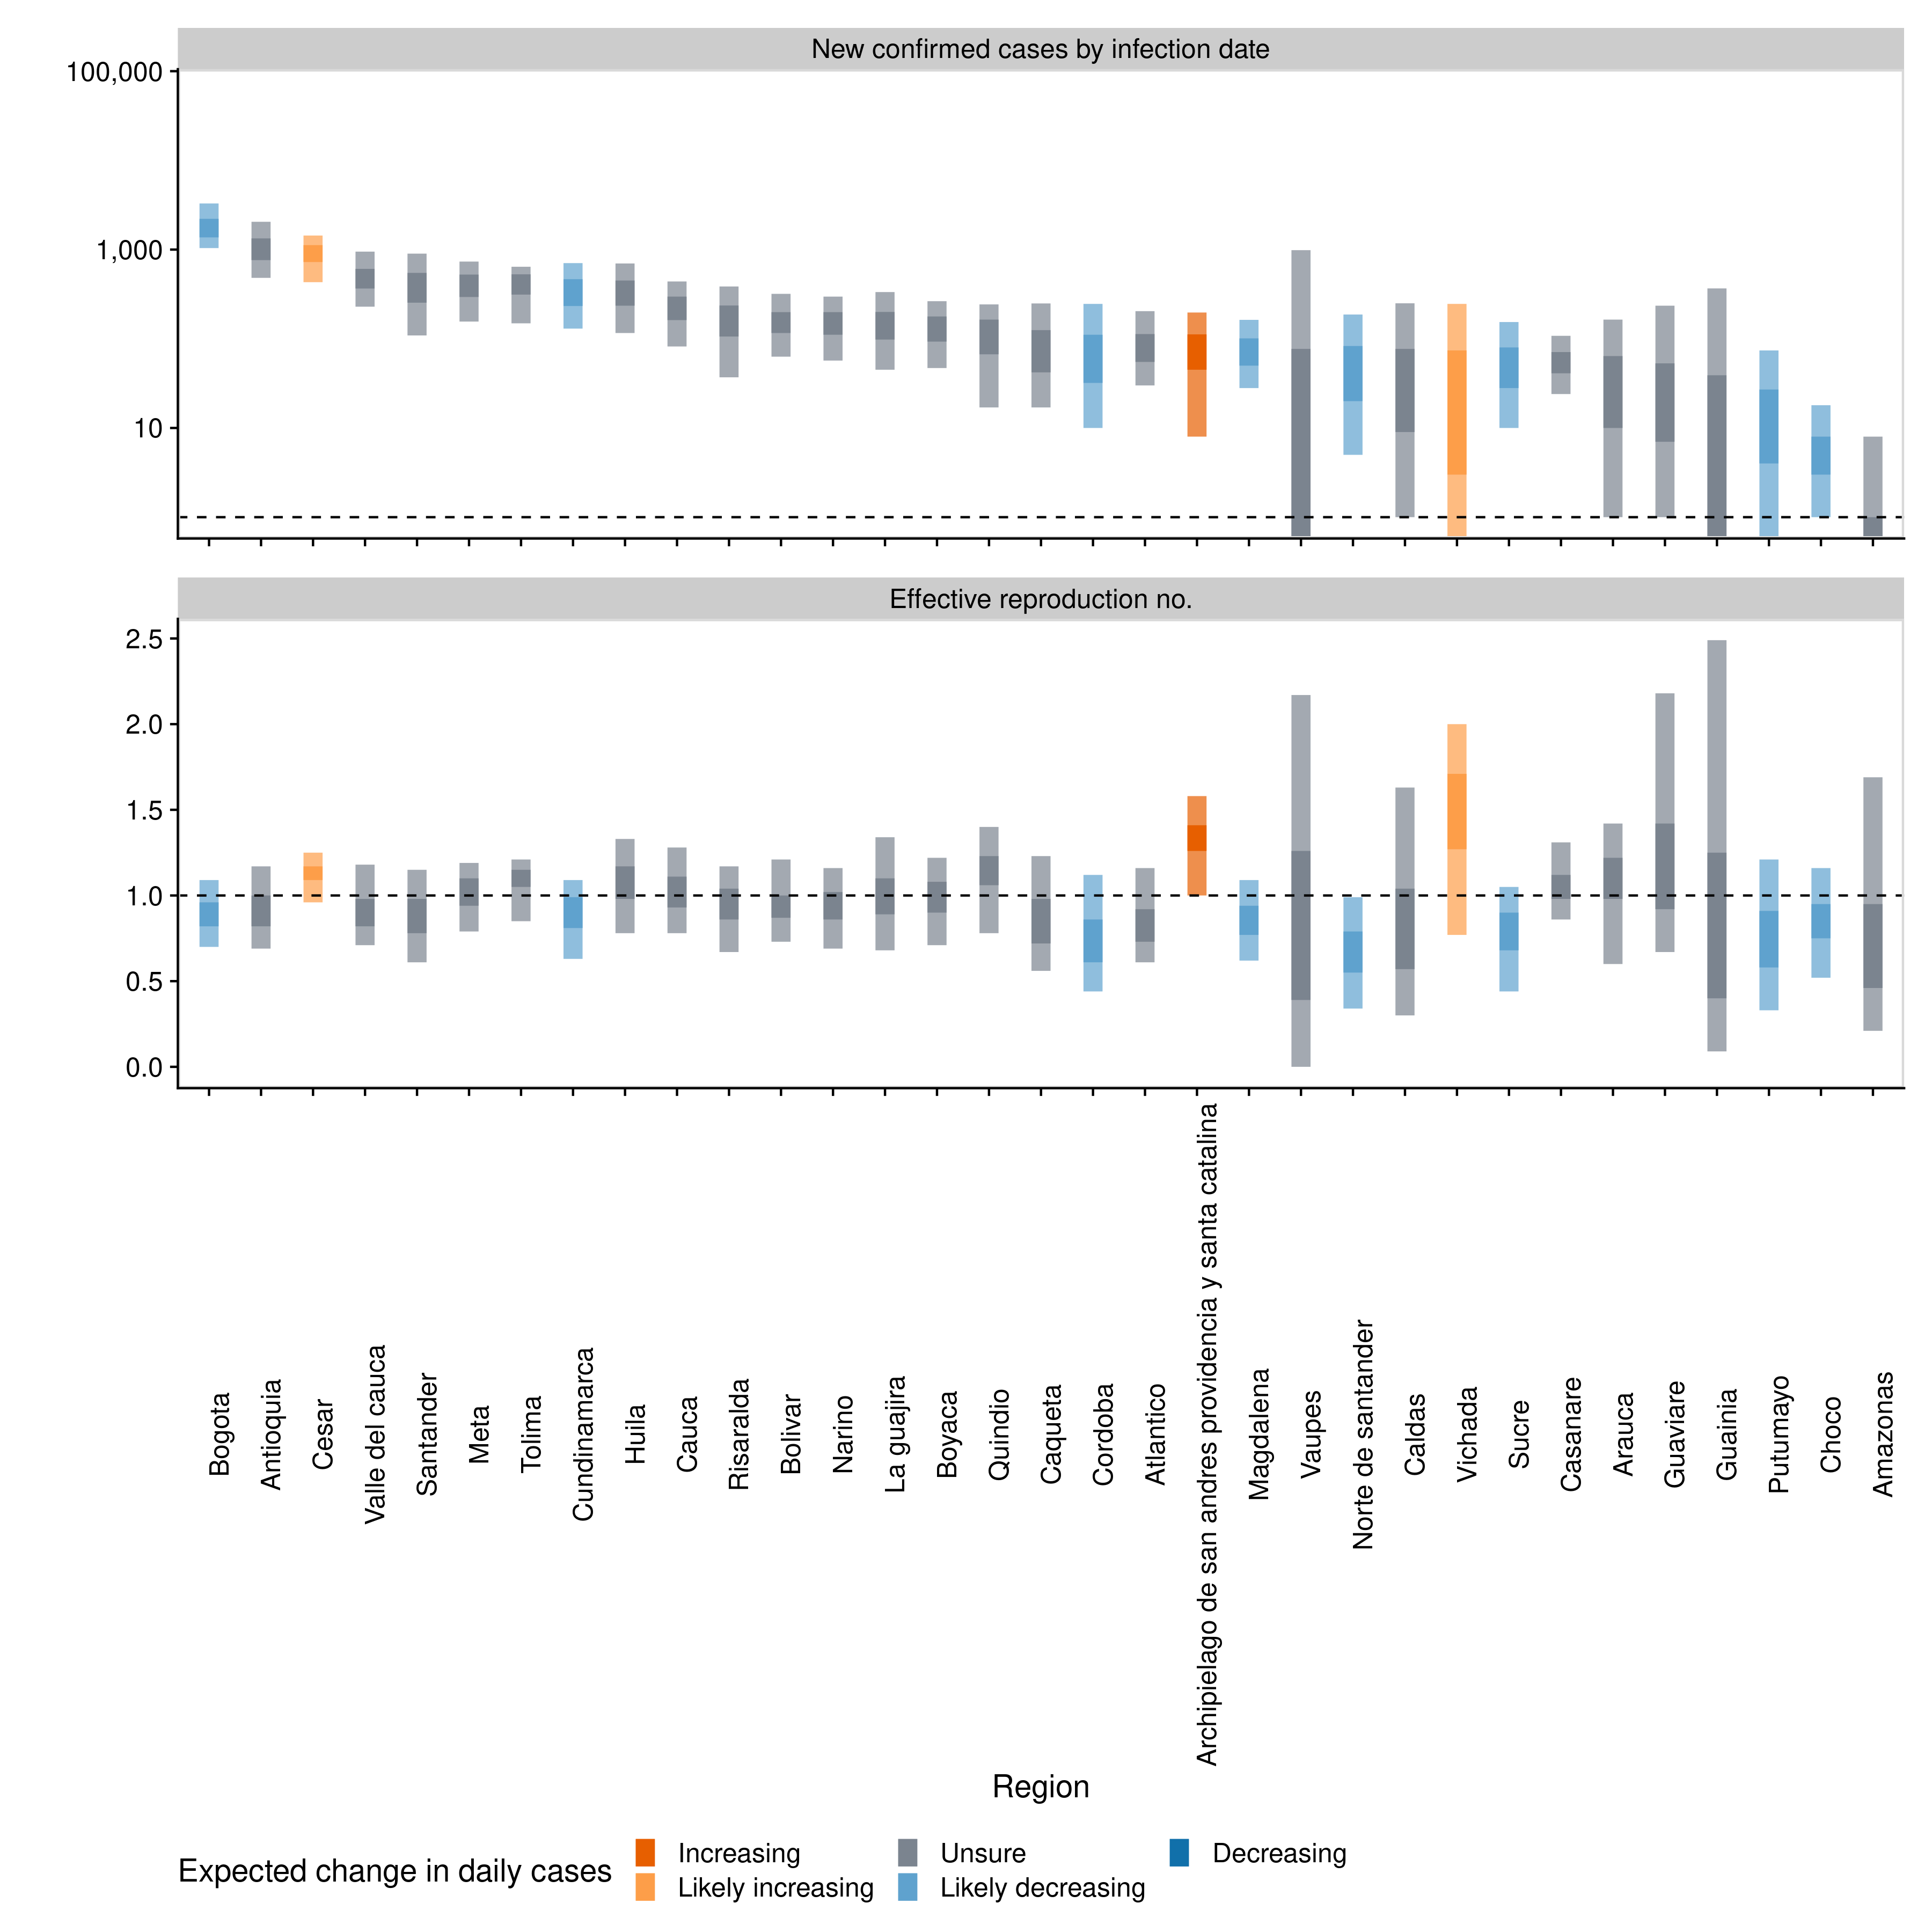 New confirmed cases by infection date
100,000
1,000
10
Effective reproduction no.
2.5
2.0
1.5
1.0
0.5
0.0
Bogota
Antioquia
Cesar
Valle del cauca
Santander
Meta
Tolima
Cundinamarca
Huila
Cauca
Risaralda
Bolivar
Narino
La guajira
Boyaca
Quindio
Caqueta
Cordoba
Atlantico
Archipielago de san andres providencia y santa catalina
Magdalena
Vaupes
Norte de santander
Caldas
Vichada
Sucre
Casanare
Arauca
Guaviare
Guainia
Putumayo
Choco
Amazonas
Region
Expected change in daily cases
Increasing
Likely increasing
Unsure
Likely decreasing
Decreasing